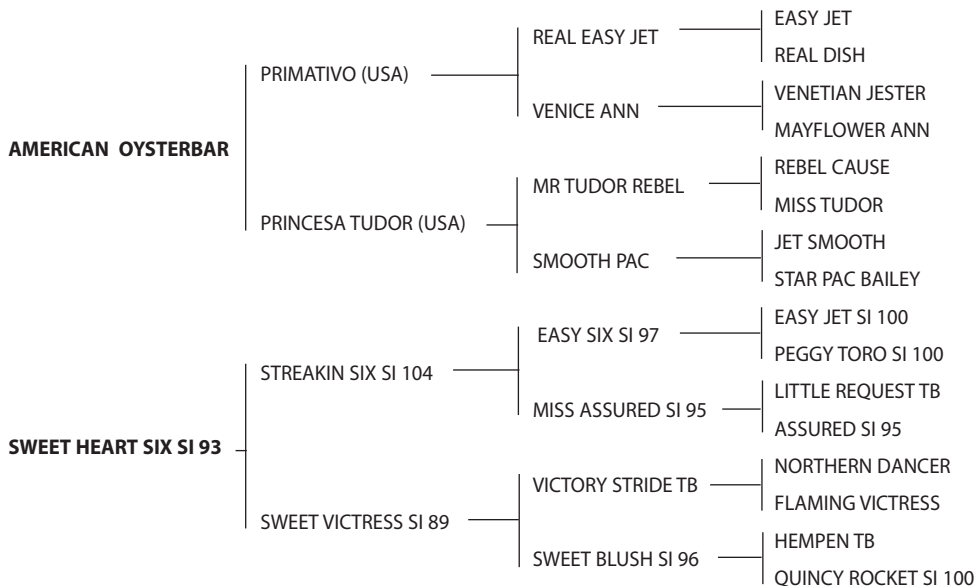 EASY JET
REAL EASY JET
REAL DISH
PRIMATIVO (USA)
VENETIAN JESTER
VENICE ANN
MAYFLOWER ANN
AMERICAN OYSTERBAR
REBEL CAUSE
MR TUDOR REBEL
MISS TUDOR
PRINCESA TUDOR (USA)
JET SMOOTH
SMOOTH PAC
STAR PAC BAILEY
EASY JET SI 100
EASY SIX SI 97
PEGGY TORO SI 100
STREAKIN SIX SI 104
LITTLE REQUEST TB
MISS ASSURED SI 95
ASSURED SI 95
SWEET HEART SIX SI 93
NORTHERN DANCER
VICTORY STRIDE TB
FLAMING VICTRESS
SWEET VICTRESS SI 89
HEMPEN TB
SWEET BLUSH SI 96
QUINCY ROCKET SI 100